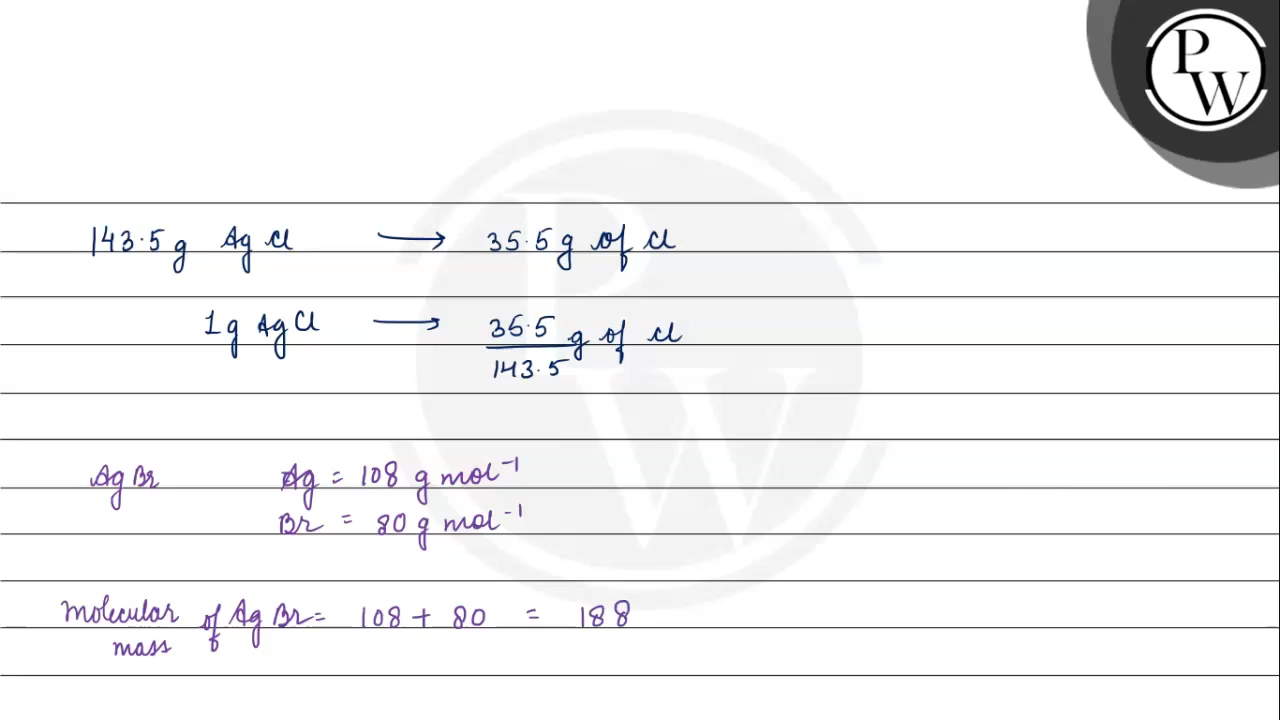 PW
143.5 g AgCl ⟶ 35.5 g of Cl
1g AgCl ⟶ 35.5/143.5 g of Cl
AgBr Ag = 108 g mol⁻¹
Br = 80 g mol⁻¹
Molecular mass of AgBr = 108 + 80 = 188